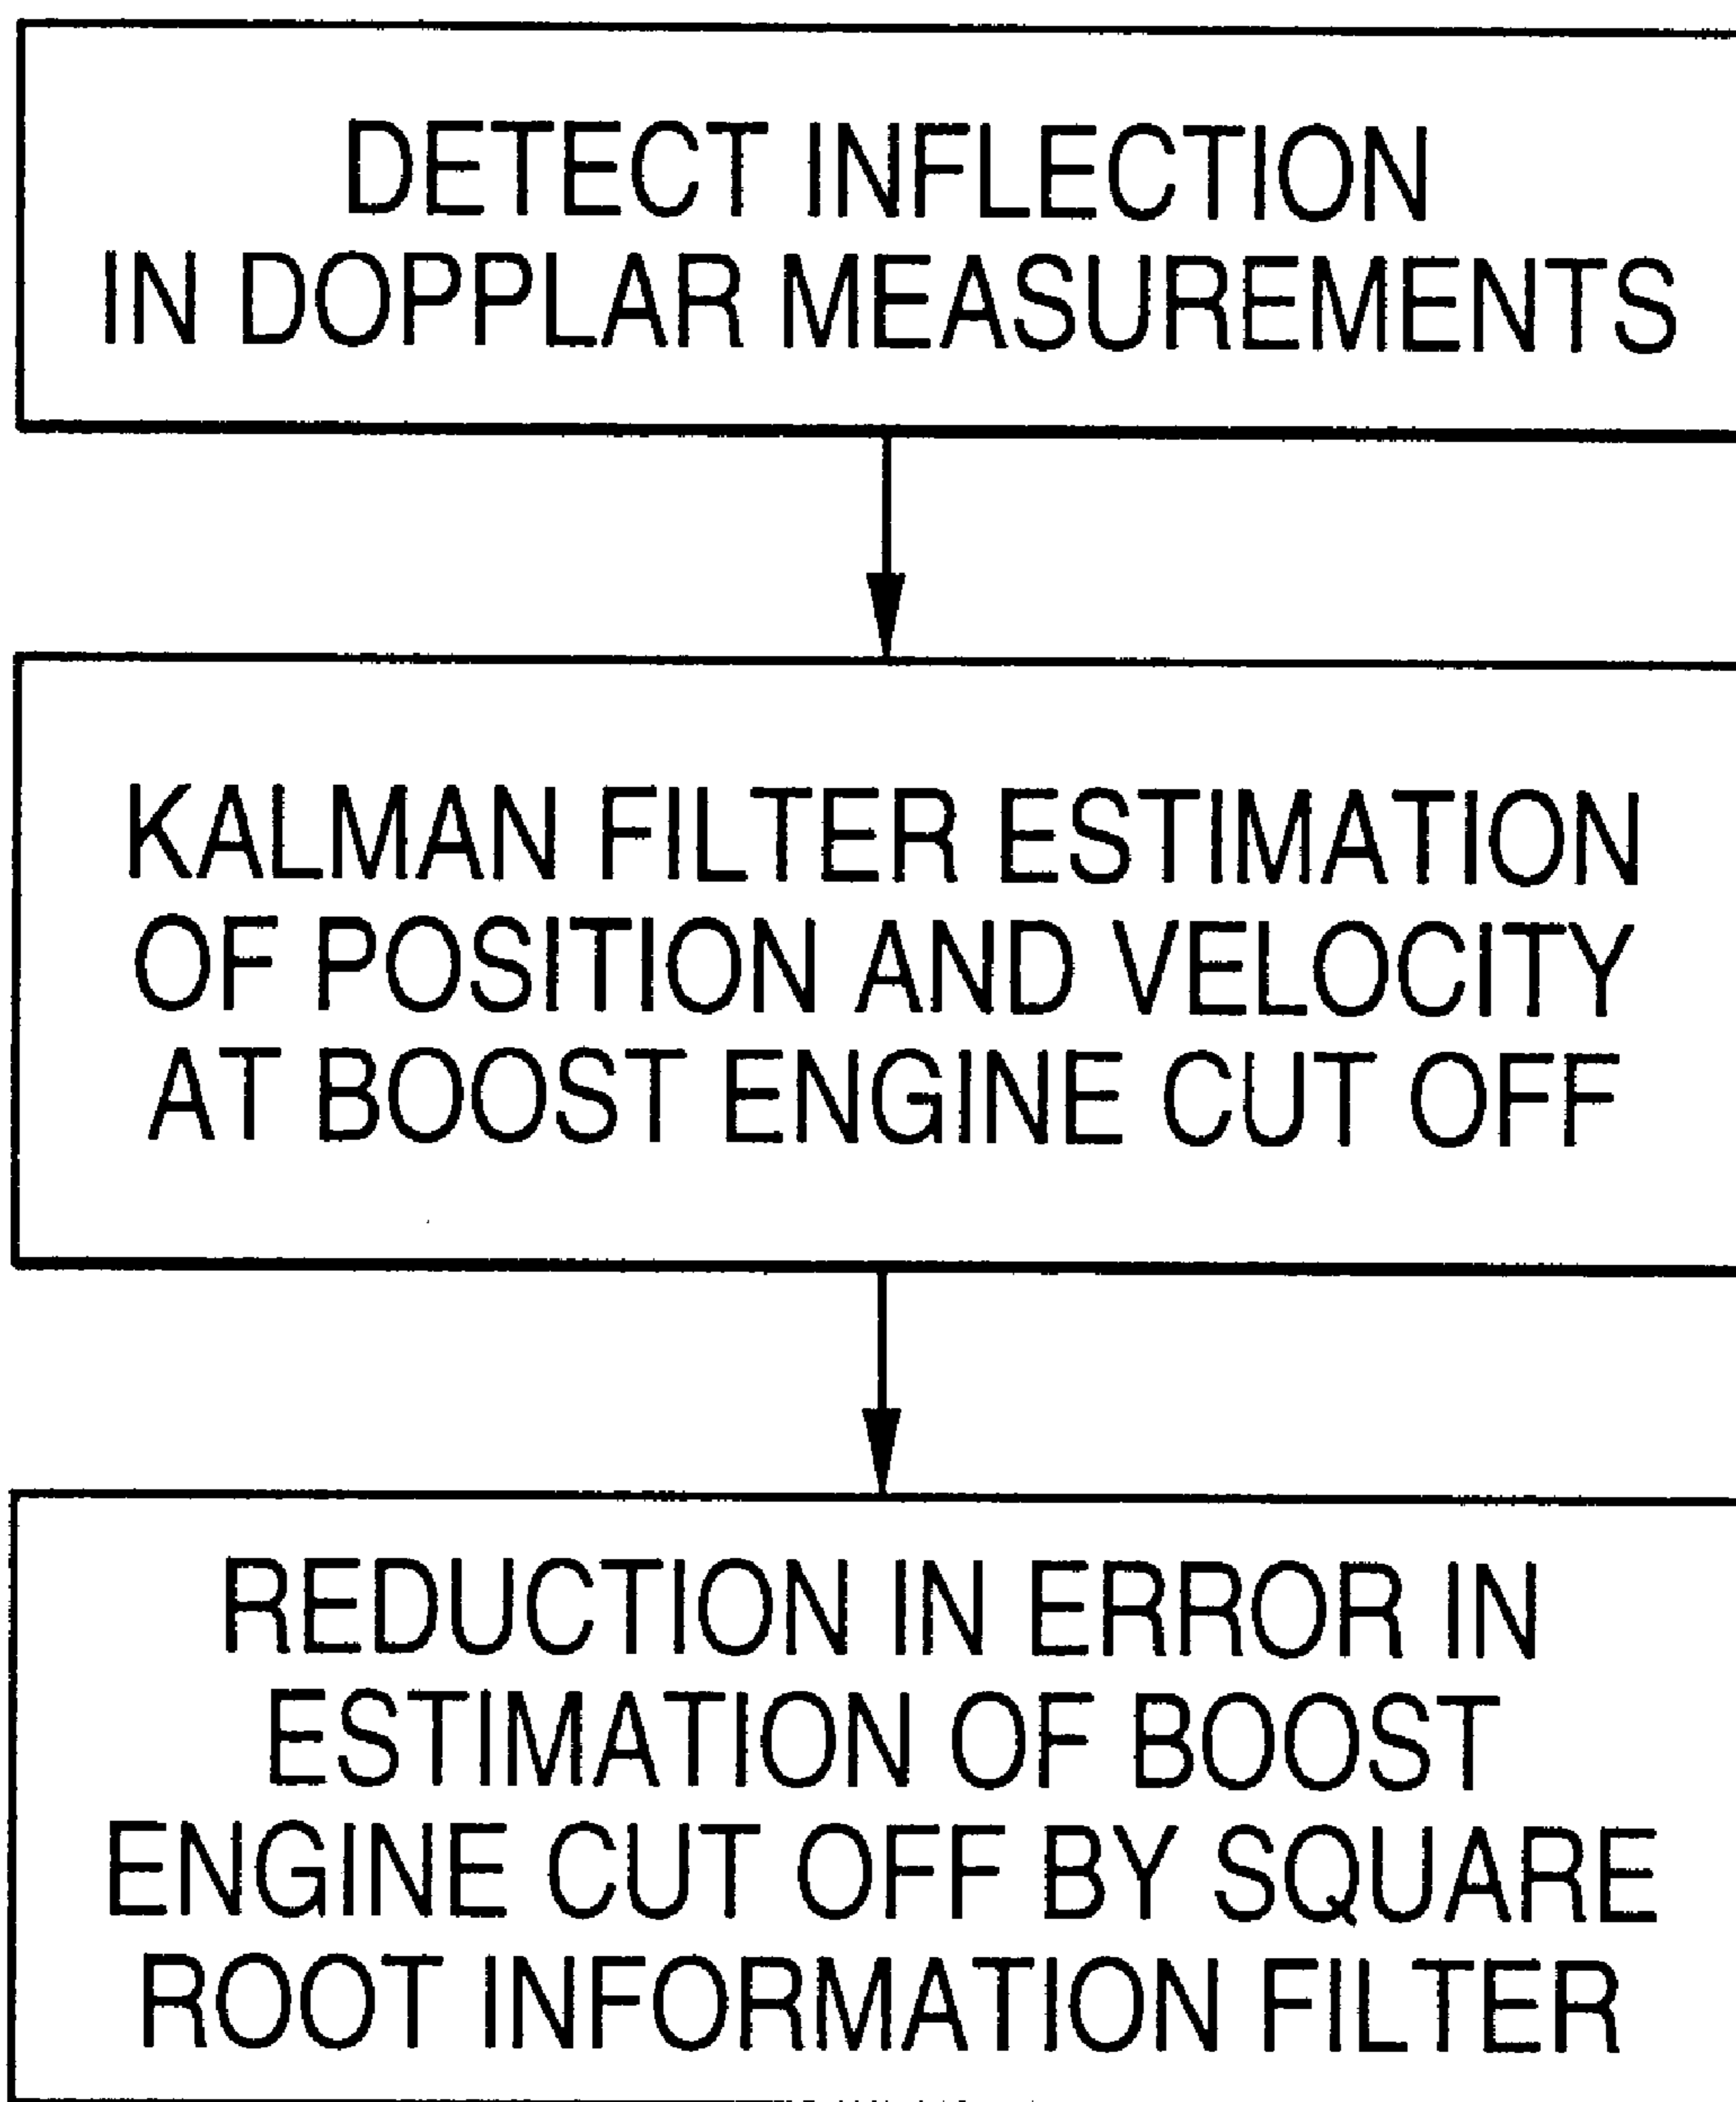 DETECT INFLECTION
IN DOPPLAR MEASUREMENTS
KALMAN FILTER ESTIMATION
OF POSITION AND VELOCITY
AT BOOST ENGINE CUT OFF
REDUCTION IN ERROR IN
ESTIMATION OF BOOST
ENGINE CUT OFF BY SQUARE
ROOT INFORMATION FILTER